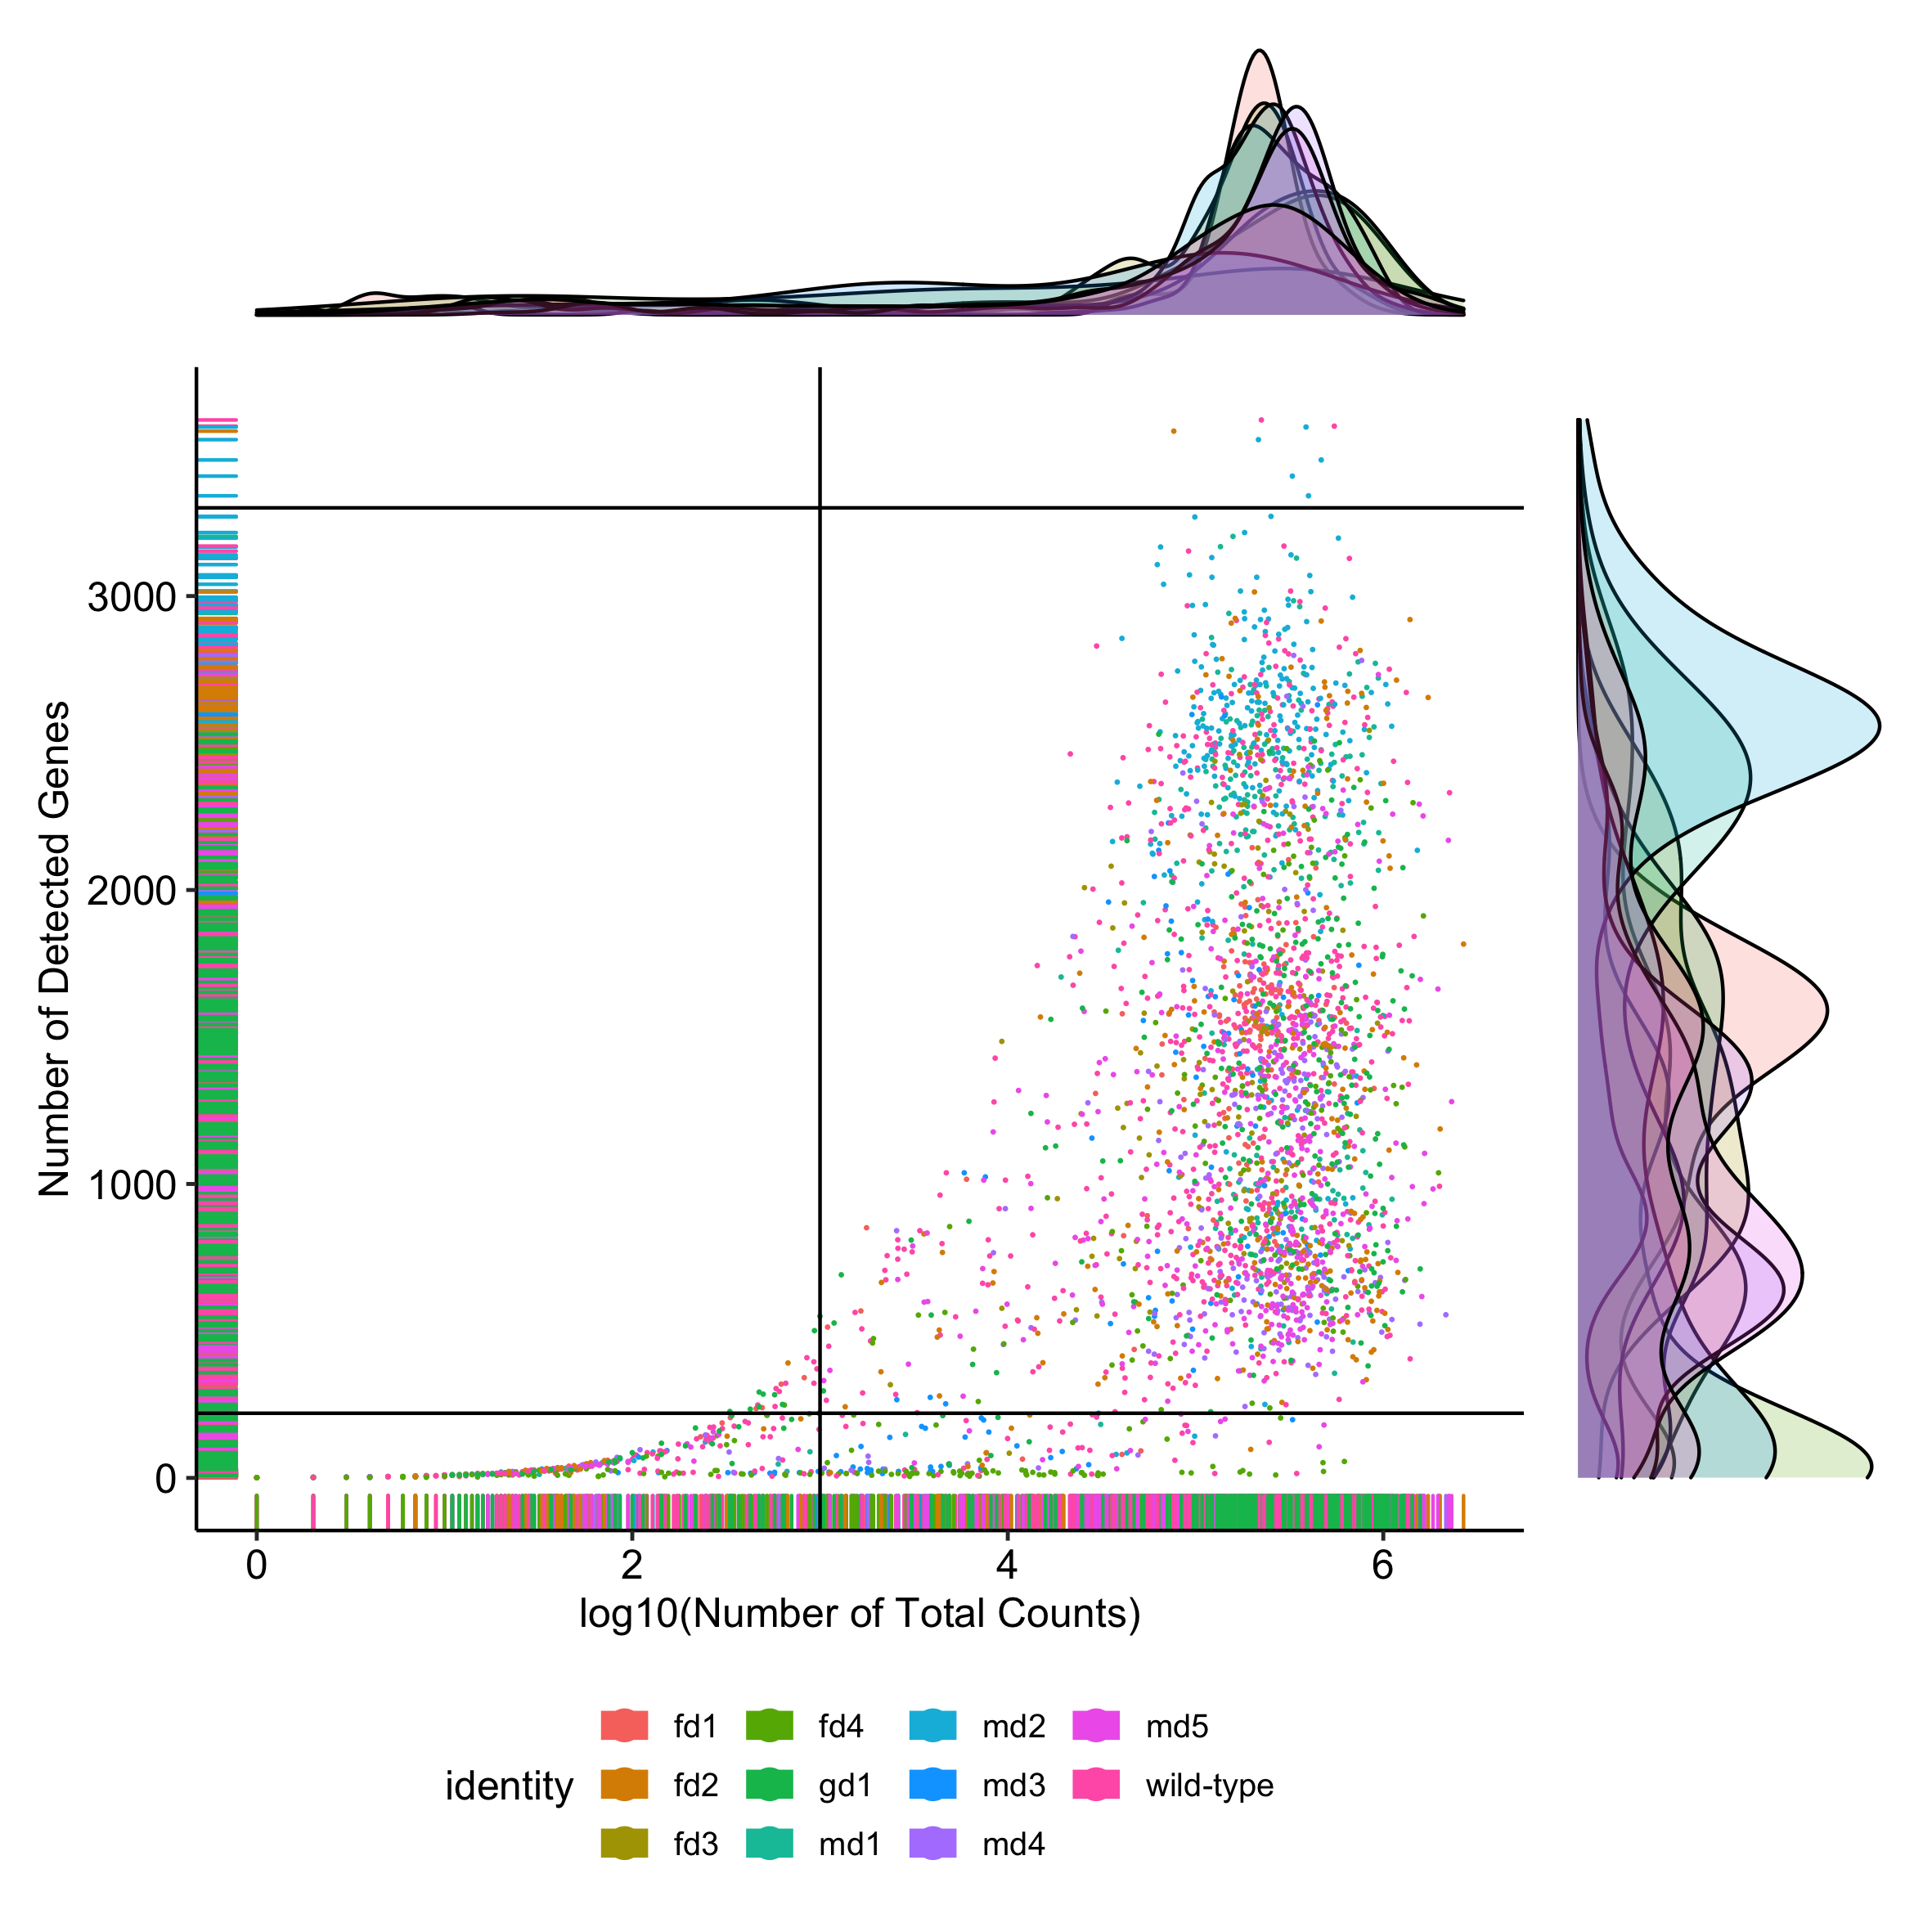 Number of Detected Genes
3000
2000
1000
0
0 2 4 6
log10(Number of Total Counts)
identity
fd1 fd4 md2 md5
fd2 gd1 md3 wild-type
fd3 md1 md4